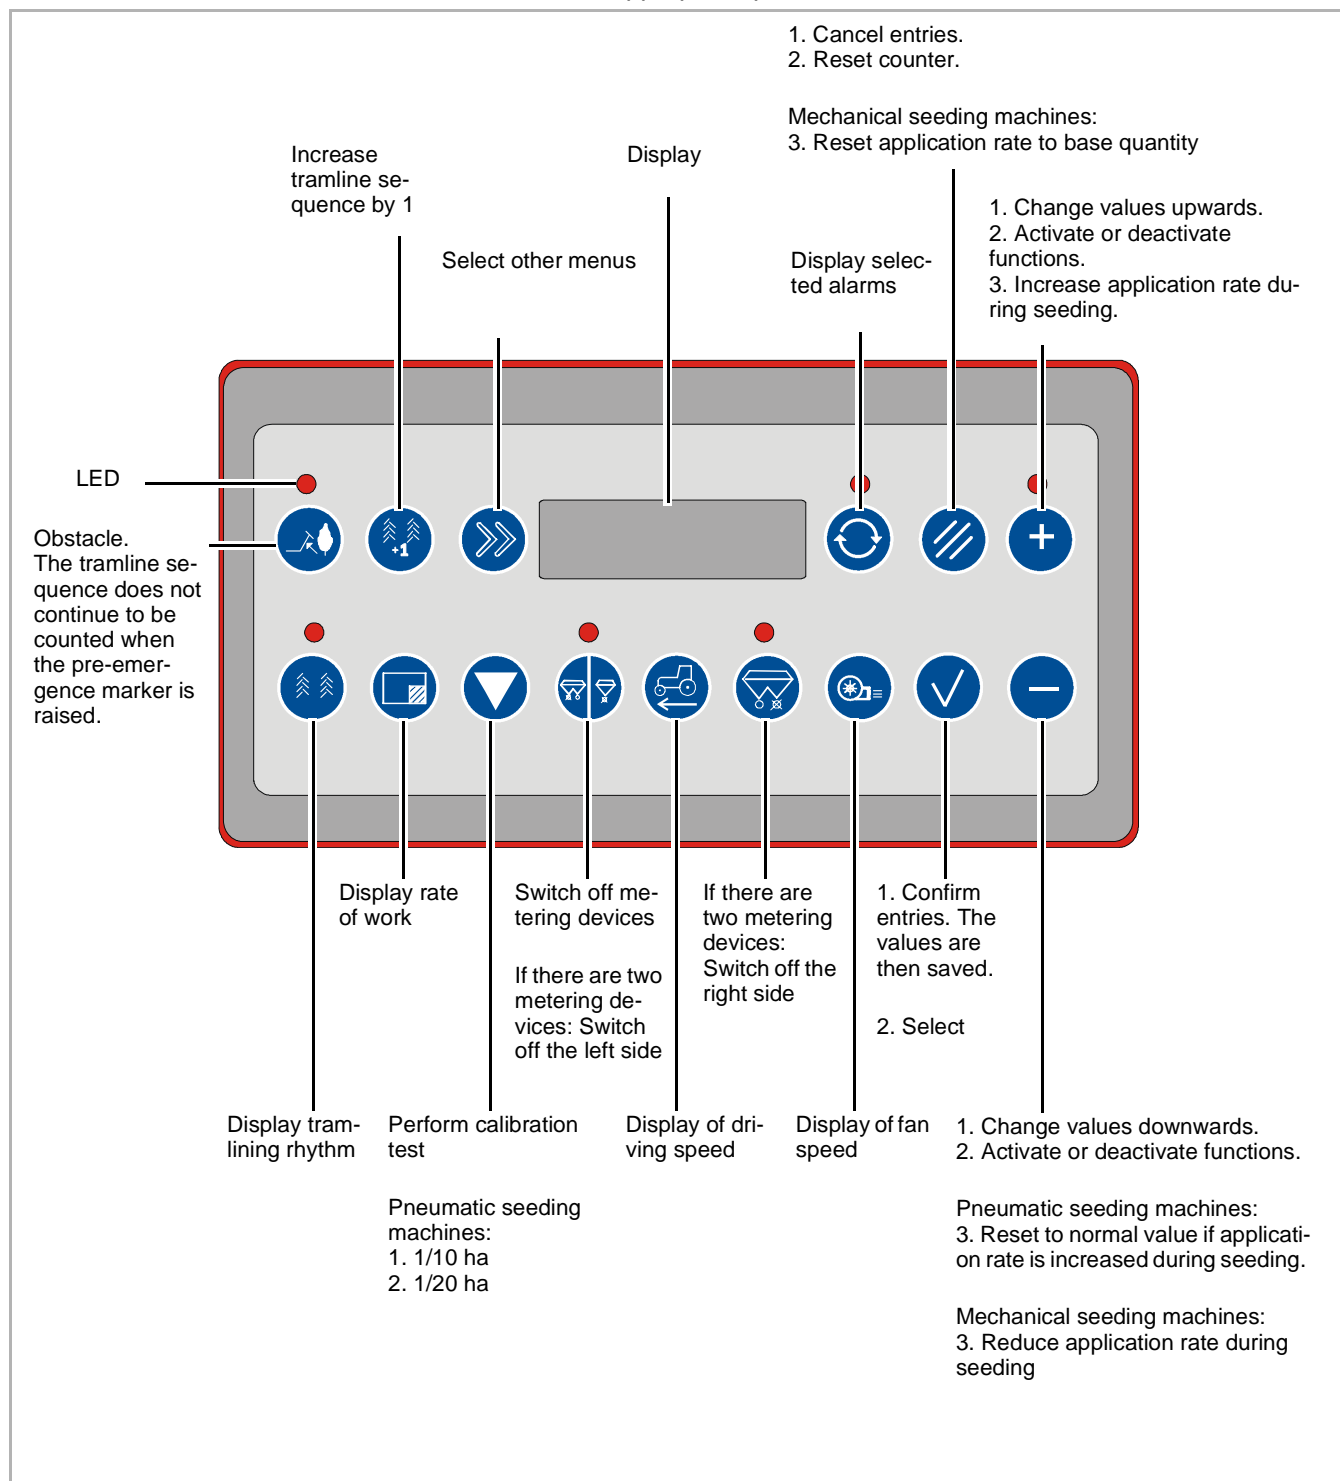 1. Cancel entries.
2. Reset counter.
Mechanical seeding machines:
3. Reset application rate to base quantity
Increase
tramline se-
quence by 1
Display
1. Change values upwards.
2. Activate or deactivate
functions.
3. Increase application rate du-
ring seeding.
Select other menus
Display selec-
ted alarms
LED
Obstacle.
The tramline se-
quence does not
continue to be
counted when
the pre-emer-
gence marker is
raised.
+1
Display rate
of work
Switch off me-
tering devices
If there are two
metering de-
vices: Switch
off the left side
If there are
two metering
devices:
Switch off the
right side
1. Confirm
entries. The
values are
then saved.
2. Select
Display tram-
lining rhythm
Perform calibration
test
Pneumatic seeding
machines:
1. 1/10 ha
2. 1/20 ha
Display of dri-
ving speed
Display of fan
speed
1. Change values downwards.
2. Activate or deactivate functions.
Pneumatic seeding machines:
3. Reset to normal value if applicati-
on rate is increased during seeding.
Mechanical seeding machines:
3. Reduce application rate during
seeding